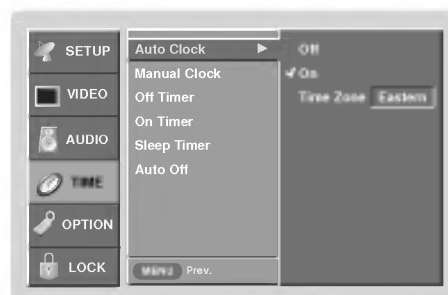 SETUP
VIDEO
AUDIO
TIME
OPTION
LOCK
Auto Clock
Manual Clock
Off Timer
On Timer
Sleep Timer
Auto Off
MENU Prev.
Off
On
Time Zone Eastern